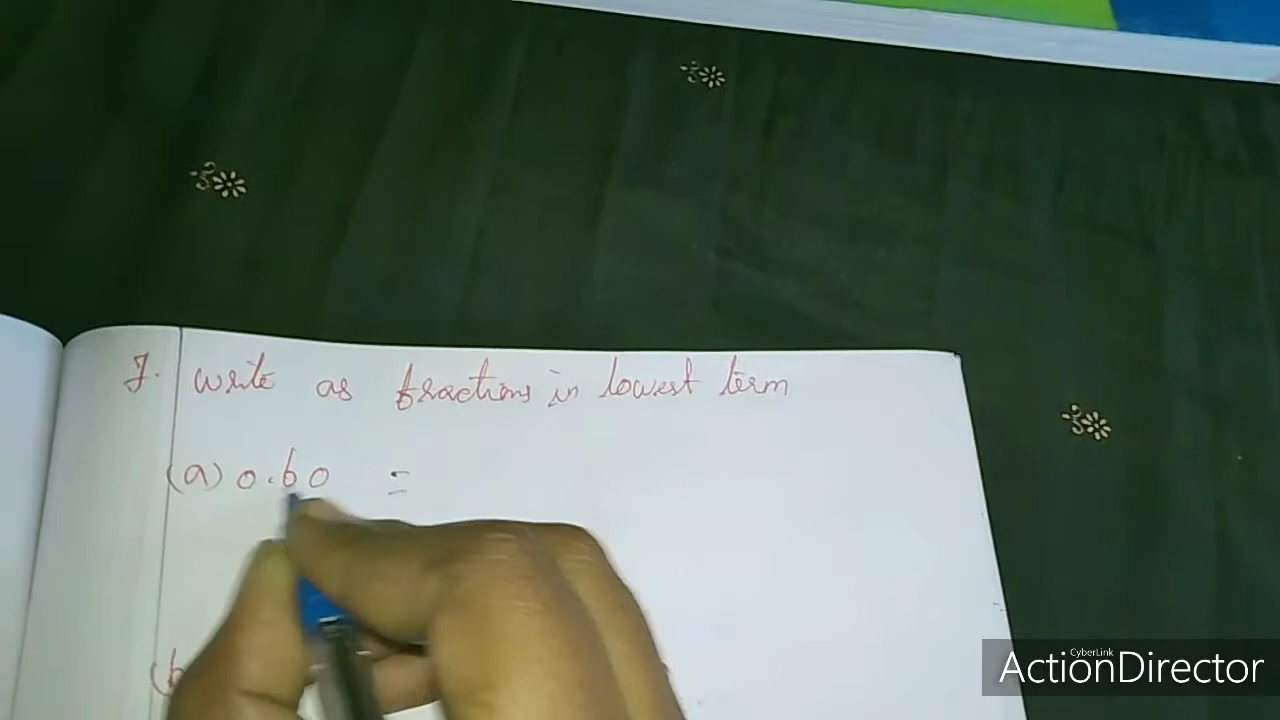 7. write as fractions in lowest term
(a) 0.60 =
(b
CyberLink
ActionDirector